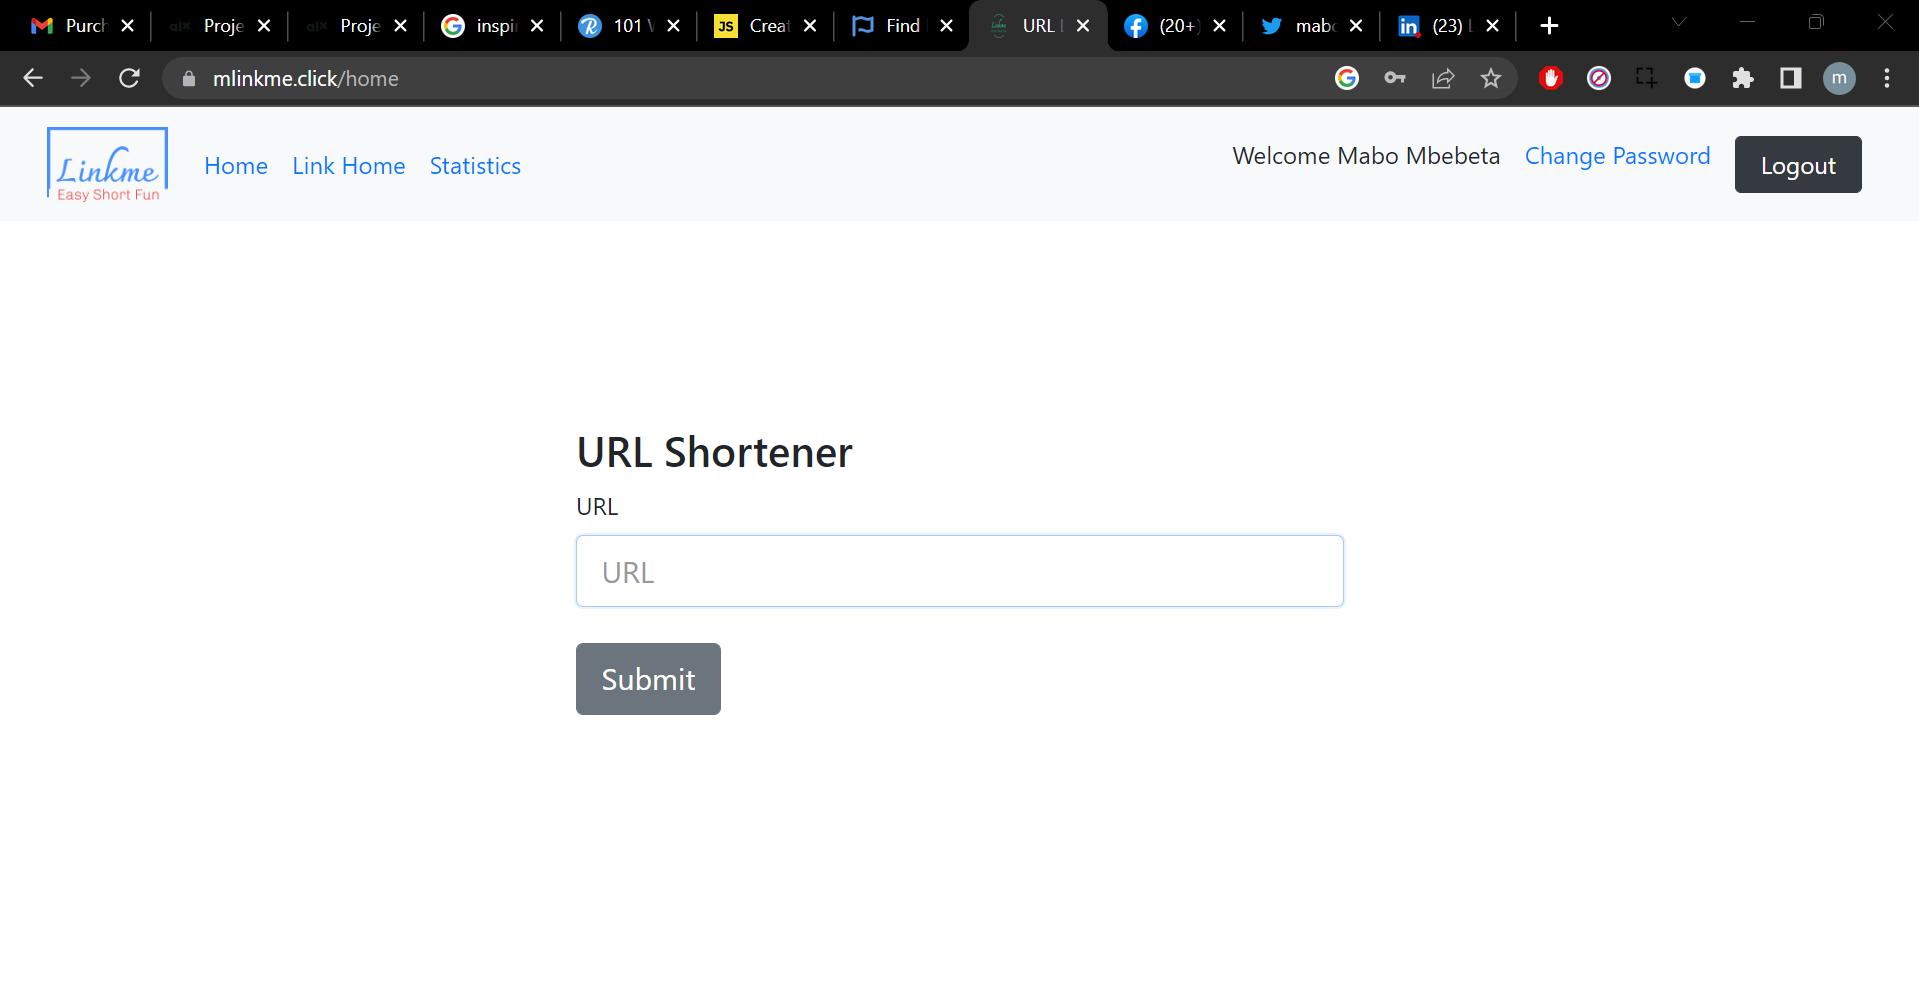 Purch Proje Proje inspi 101 Creat Find URL (20+) mabo (23)
mlinkme.click/home
m
Linkme
Easy Short Fun
Home Link Home Statistics
Welcome Mabo Mbebeta Change Password Logout
URL Shortener
URL
URL
Submit